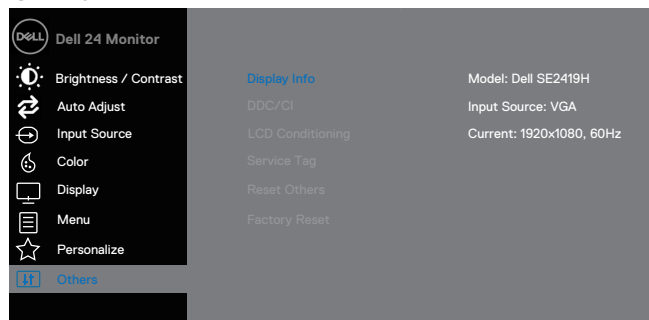 DELL Dell 24 Monitor
Brightness / Contrast
Auto Adjust
Input Source
Color
Display
Menu
Personalize
Others
Display Info
DDC/CI
LCD Conditioning
Service Tag
Reset Others
Factory Reset
Model: Dell SE2419H
Input Source: VGA
Current: 1920x1080, 60Hz